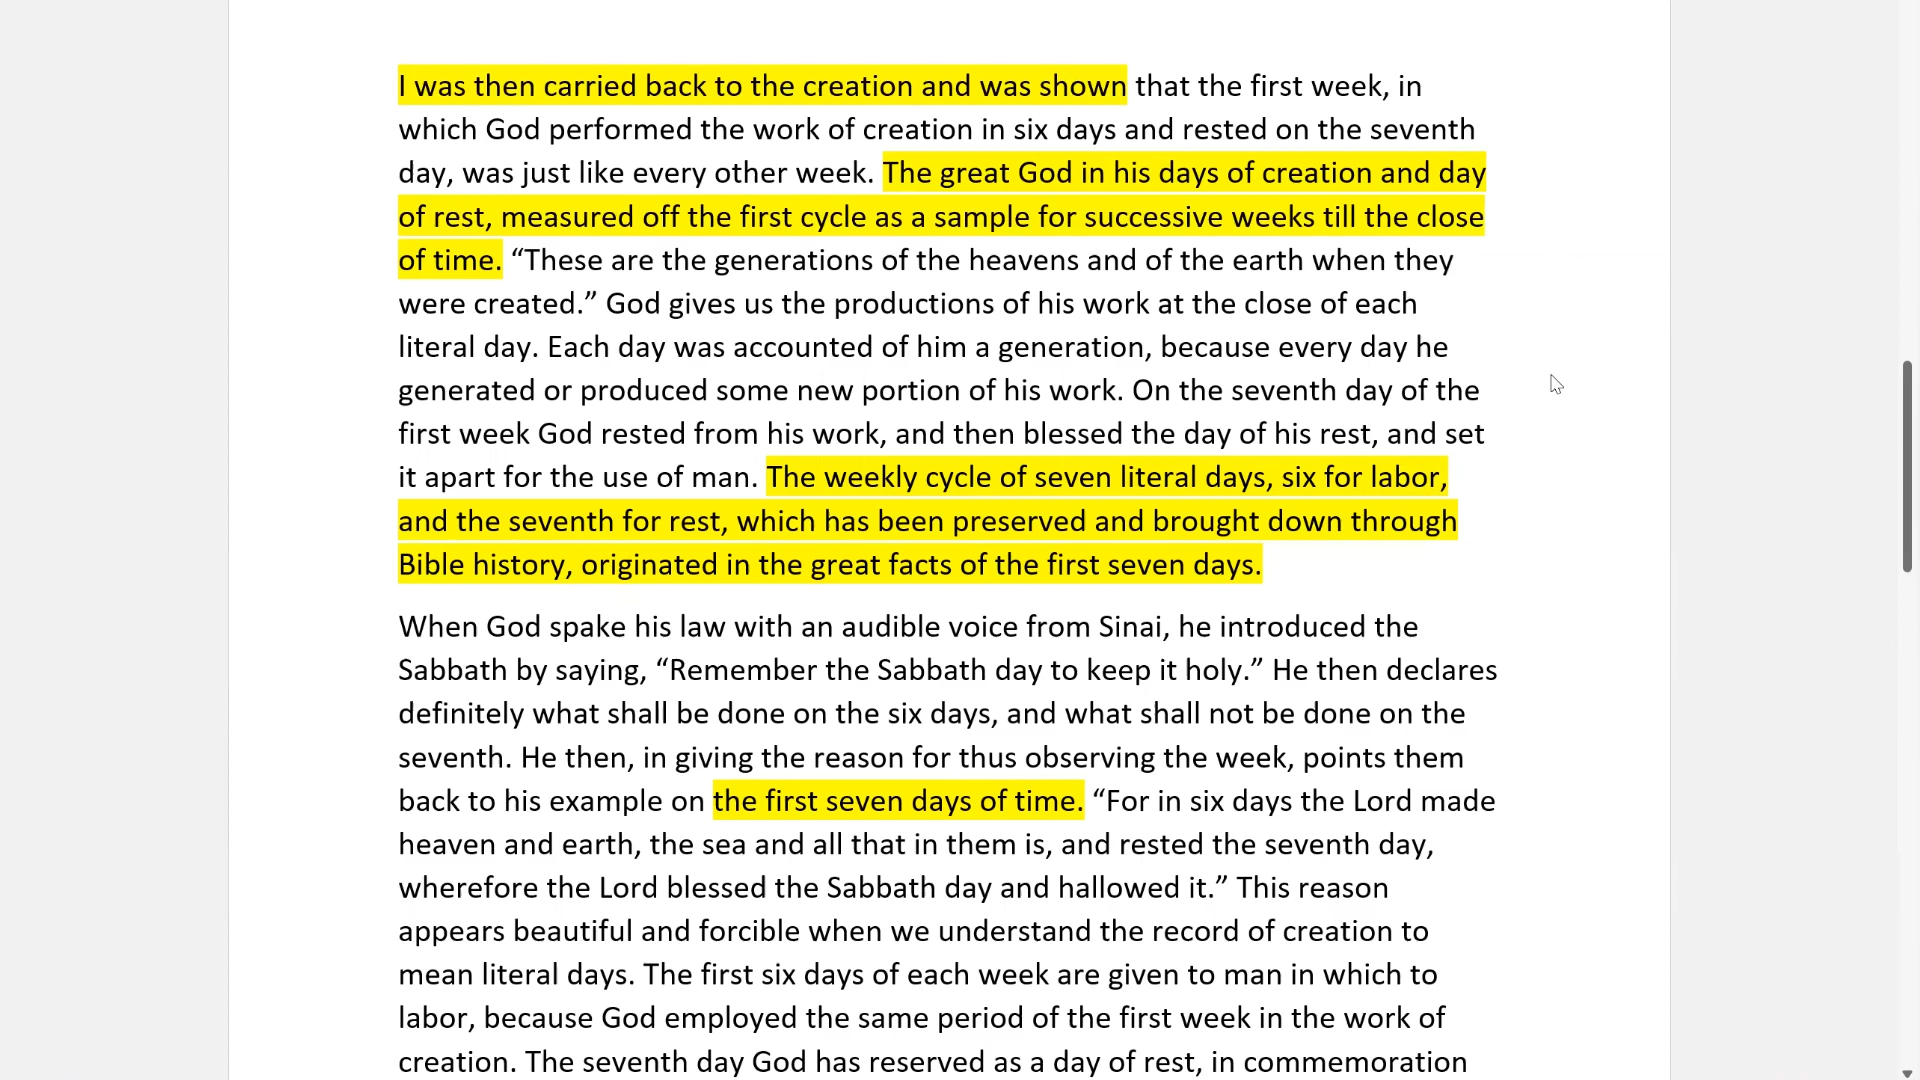 I was then carried back to the creation and was shown that the first week, in
which God performed the work of creation in six days and rested on the seventh
day, was just like every other week. The great God in his days of creation and day
of rest, measured off the first cycle as a sample for successive weeks till the close
of time. “These are the generations of the heavens and of the earth when they
were created.” God gives us the productions of his work at the close of each
literal day. Each day was accounted of him a generation, because every day he
generated or produced some new portion of his work. On the seventh day of the
first week God rested from his work, and then blessed the day of his rest, and set
it apart for the use of man. The weekly cycle of seven literal days, six for labor,
and the seventh for rest, which has been preserved and brought down through
Bible history, originated in the great facts of the first seven days.
When God spake his law with an audible voice from Sinai, he introduced the
Sabbath by saying, “Remember the Sabbath day to keep it holy.” He then declares
definitely what shall be done on the six days, and what shall not be done on the
seventh. He then, in giving the reason for thus observing the week, points them
back to his example on the first seven days of time. “For in six days the Lord made
heaven and earth, the sea and all that in them is, and rested the seventh day,
wherefore the Lord blessed the Sabbath day and hallowed it.” This reason
appears beautiful and forcible when we understand the record of creation to
mean literal days. The first six days of each week are given to man in which to
labor, because God employed the same period of the first week in the work of
creation. The seventh day God has reserved as a day of rest, in commemoration